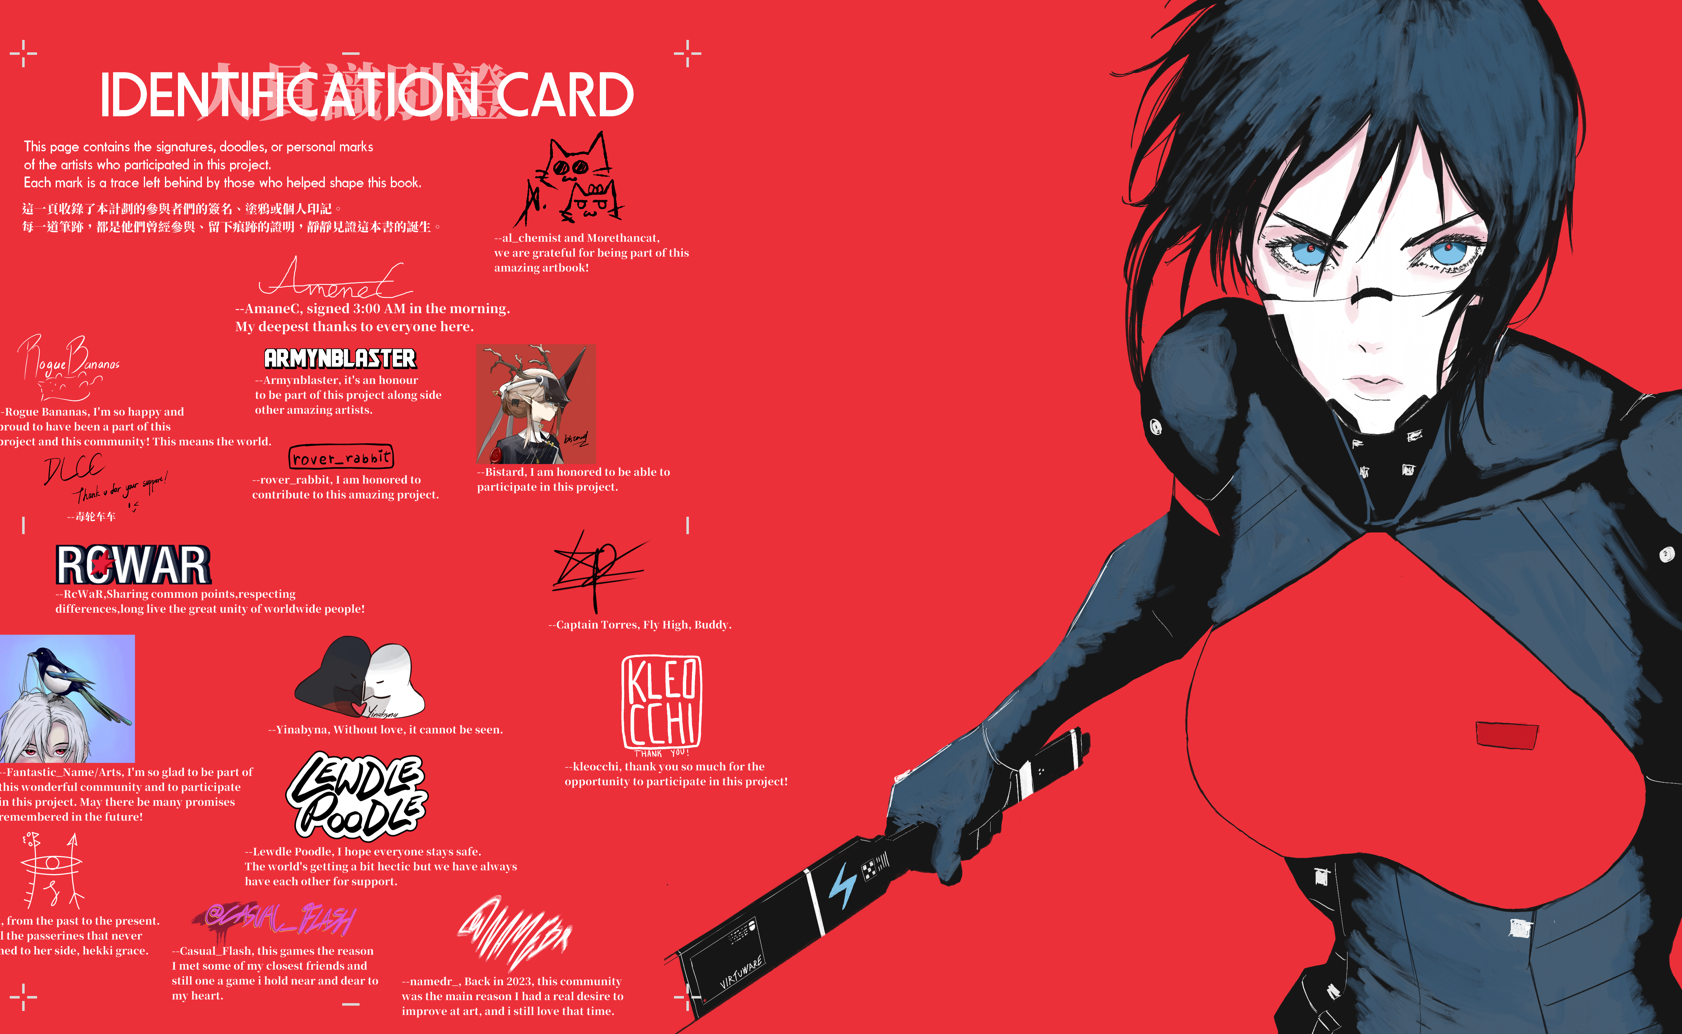 人員識別證
IDENTIFICATION CARD
This page contains the signatures, doodles, or personal marks
of the artists who participated in this project.
Each mark is a trace left behind by those who helped shape this book.
這一頁收錄了本計劃的參與者們的簽名、塗鴉或個人印記。
每一道筆跡，都是他們曾經參與、留下痕跡的證明，靜靜見證這本書的誕生。
--al_chemist and Morethancat,
we are grateful for being part of this
amazing artbook!
AmeneC
--AmaneC, signed 3:00 AM in the morning.
My deepest thanks to everyone here.
Rogue Bananas
--Rogue Bananas, I'm so happy and
proud to have been a part of this
project and this community! This means the world.
ARMYNBLASTER
--Armynblaster, it's an honour
to be part of this project along side
other amazing artists.
bistard
--Bistard, I am honored to be able to
participate in this project.
rover_rabbit
--rover_rabbit, I am honored to
contribute to this amazing project.
DLCC
Thank u for your support!
--毒轮车车
RCWAR
--RcWaR,Sharing common points,respecting
differences,long live the great unity of worldwide people!
--Captain Torres, Fly High, Buddy.
--Fantastic_Name/Arts, I'm so glad to be part of
this wonderful community and to participate
in this project. May there be many promises
remembered in the future!
Yinabyna
--Yinabyna, Without love, it cannot be seen.
KLEO
CCHI
THANK YOU!
--kleocchi, thank you so much for the
opportunity to participate in this project!
LEWDLE
POODLE
--Lewdle Poodle, I hope everyone stays safe.
The world's getting a bit hectic but we have always
have each other for support.
, from the past to the present.
l the passerines that never
ned to her side, hekki grace.
@CASUAL_FLASH
--Casual_Flash, this games the reason
I met some of my closest friends and
still one a game i hold near and dear to
my heart.
@NAMEDR
--namedr_, Back in 2023, this community
was the main reason I had a real desire to
improve at art, and i still love that time.
VIRTUWARE